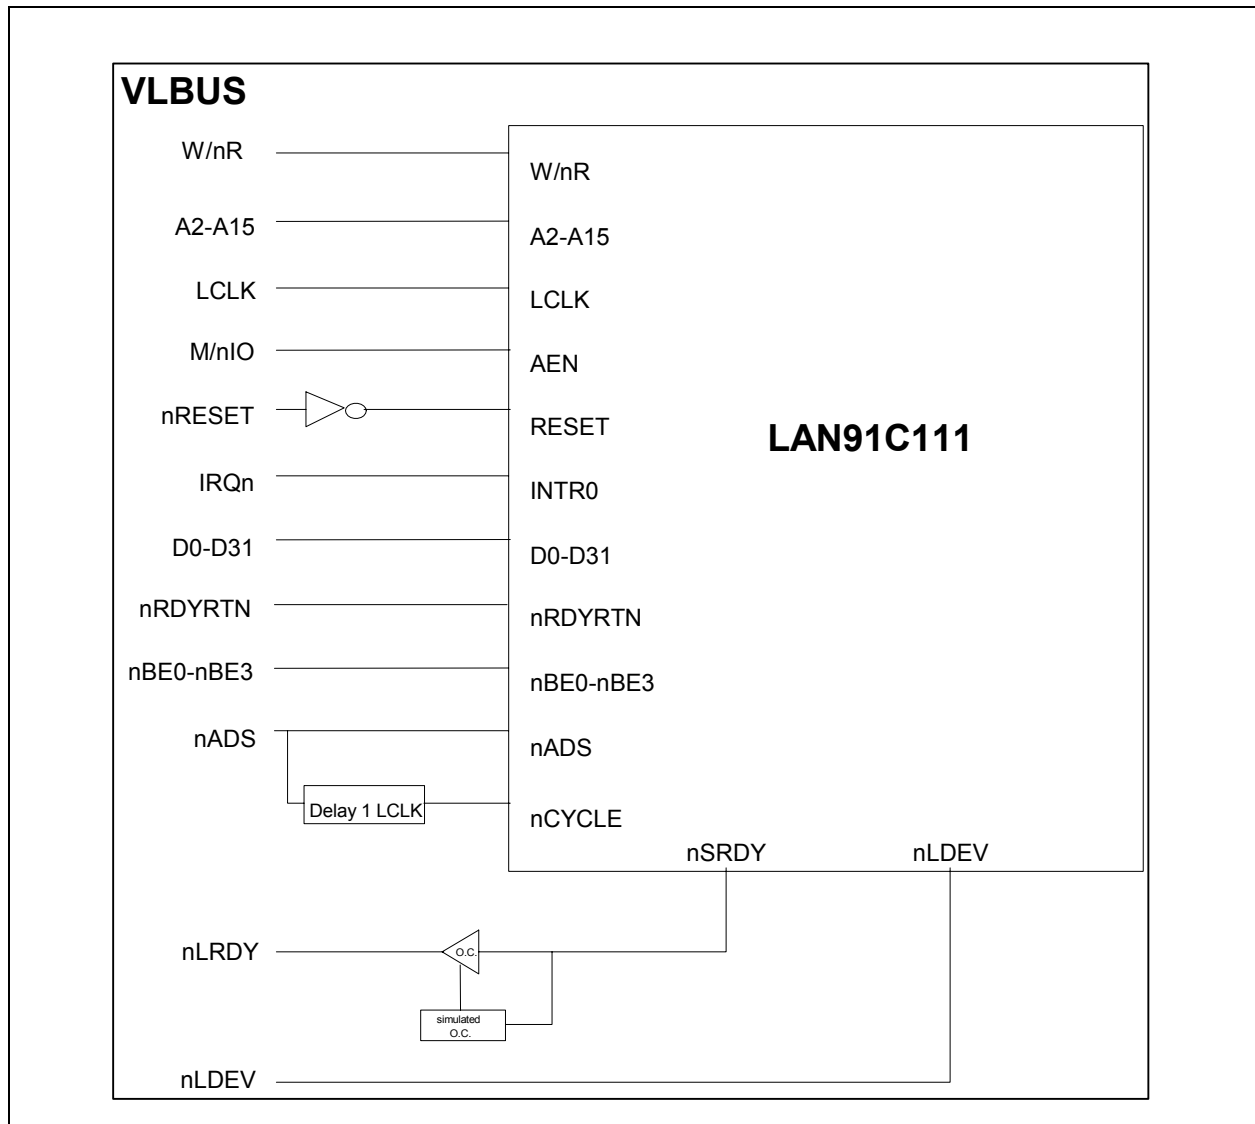 VLBUS
W/nR
W/nR
A2-A15
A2-A15
LCLK
LCLK
M/nIO
AEN
nRESET
RESET
LAN91C111
IRQn
INTR0
D0-D31
D0-D31
nRDYRTN
nRDYRTN
nBE0-nBE3
nBE0-nBE3
nADS
nADS
Delay 1 LCLK
nCYCLE
nSRDY
nLDEV
nLRDY
O.C.
simulated
O.C.
nLDEV